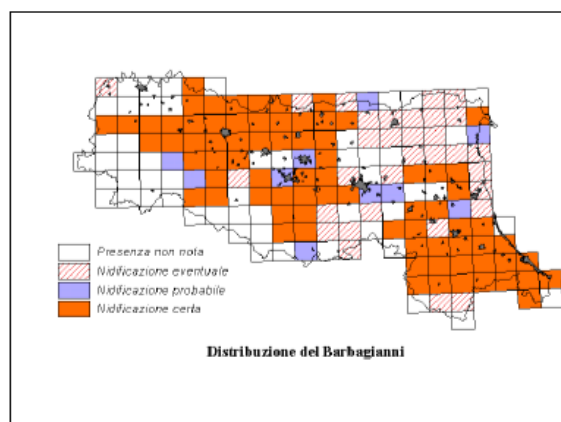 Presenza non nota
Nidificazione eventuale
Nidificazione probabile
Nidificazione certa
Distribuzione del Barbagianni